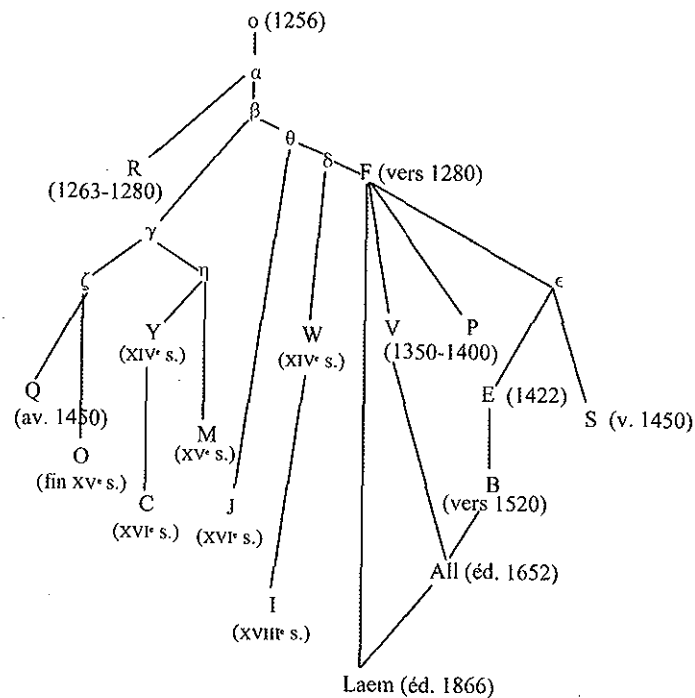 o (1256)
α
β
θ
δ
R
F (vers 1280)
(1263-1280)
γ
ζ
η
ϵ
Y
W
V
P
(XIVᵉ s.)
(XIVᵉ s.)
(1350-1400)
Q
E (1422)
(av. 1450)
S (v. 1450)
M
(XVᵉ s.)
O
(fin XVᵉ s.)
C
J
B
(XVIᵉ s.)
(XVIᵉ s.)
(vers 1520)
All (éd. 1652)
I
(XVIIIᵉ s.)
Laem (éd. 1866)